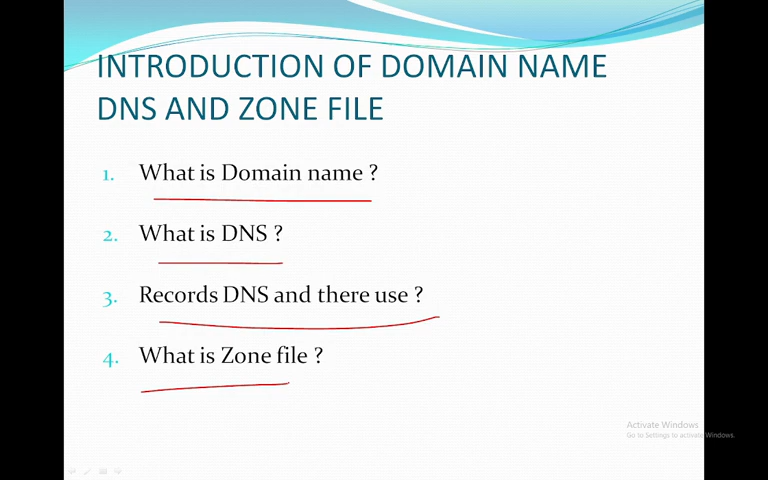 INTRODUCTION OF DOMAIN NAME
DNS AND ZONE FILE
1. What is Domain name ?
2. What is DNS ?
3. Records DNS and there use ?
4. What is Zone file ?
Activate Windows
Go to Settings to activate Windows.